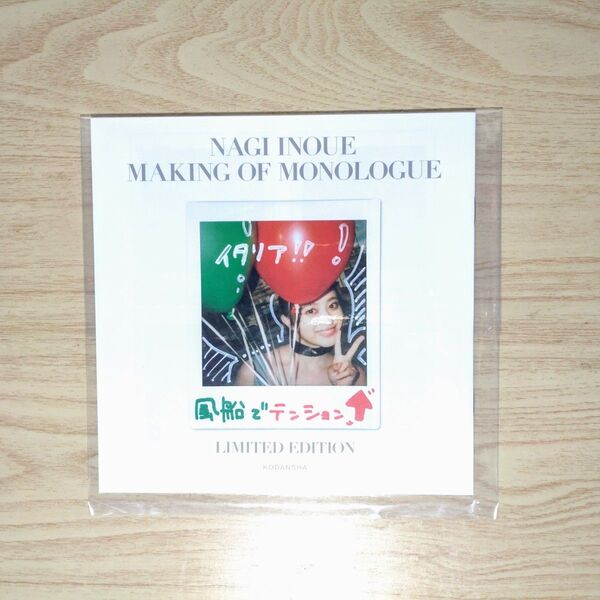 NAGI INOUE
MAKING OF MONOLOGUE
イタリア!! !
風船でテンション↑
LIMITED EDITION
KODANSHA